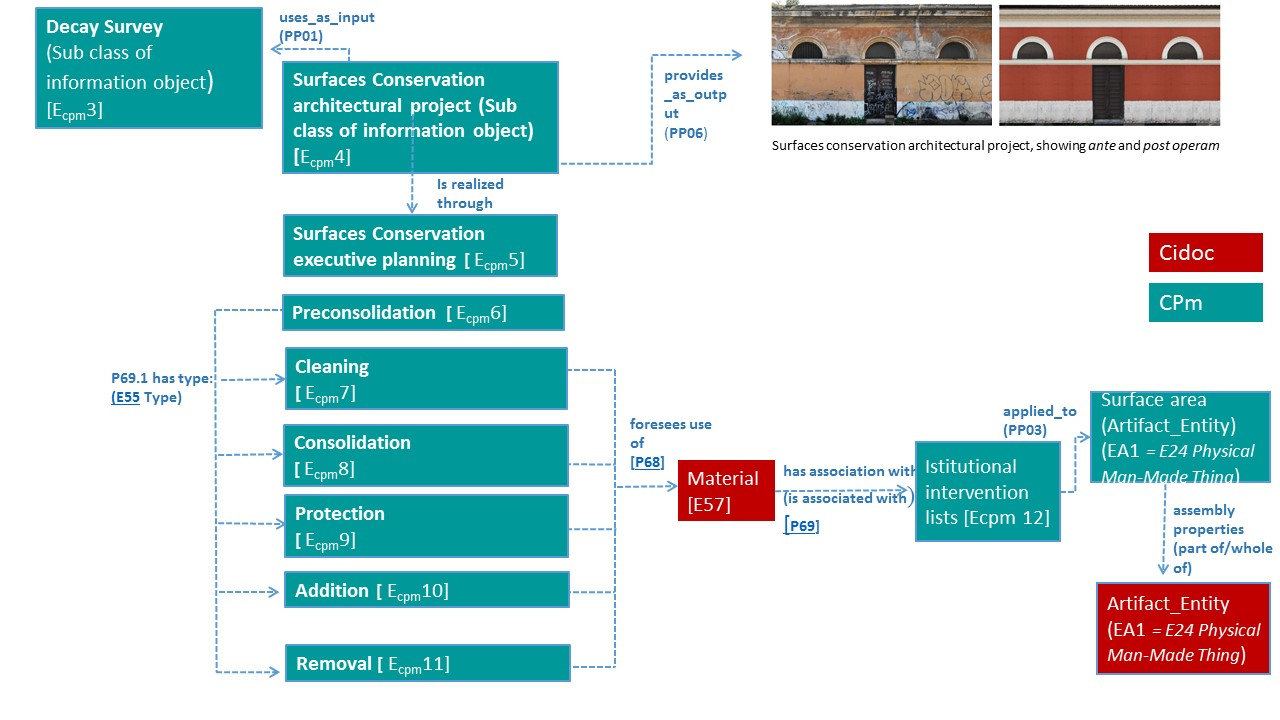 Decay Survey
(Sub class of
information object)
[Ecpm3]
uses_as_input
(PP01)
Surfaces Conservation
architectural project (Sub
class of information object)
[Ecpm4]
provides
_as_outp
ut
(PP06)
Surfaces conservation architectural project, showing ante and post operam
Is realized
through
Surfaces Conservation
executive planning [ Ecpm5]
Cidoc
CPm
Preconsolidation [ Ecpm6]
P69.1 has type:
(E55 Type)
Cleaning
[ Ecpm7]
Consolidation
[ Ecpm8]
Protection
[ Ecpm9]
Addition [ Ecpm10]
Removal [ Ecpm11]
foresees use
of
[P68]
Material
[E57]
has association with
(is associated with)
[P69]
Istitutional
intervention
lists [Ecpm 12]
applied_to
(PP03)
Surface area
(Artifact_Entity)
(EA1 = E24 Physical
Man-Made Thing)
assembly
properties
(part of/whole
of)
Artifact_Entity
(EA1 = E24 Physical
Man-Made Thing)